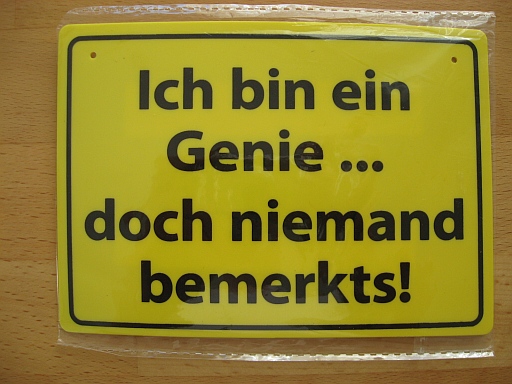 Ich bin ein
Genie ...
doch niemand
bemerkts!